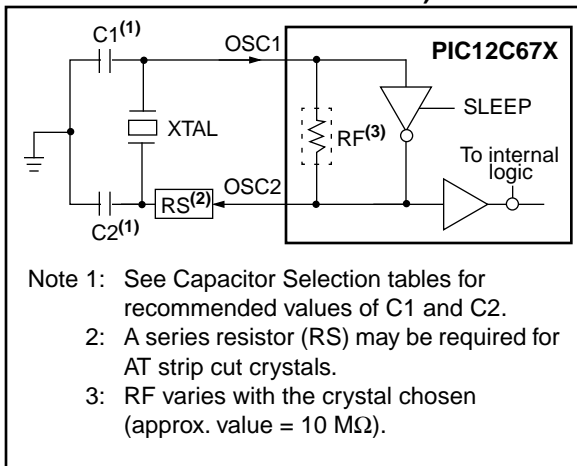 C1(1)
OSC1
PIC12C67X
XTAL
RF(3)
SLEEP
To internal
logic
OSC2
RS(2)
C2(1)
Note 1: See Capacitor Selection tables for
recommended values of C1 and C2.
2: A series resistor (RS) may be required for
AT strip cut crystals.
3: RF varies with the crystal chosen
(approx. value = 10 MΩ).